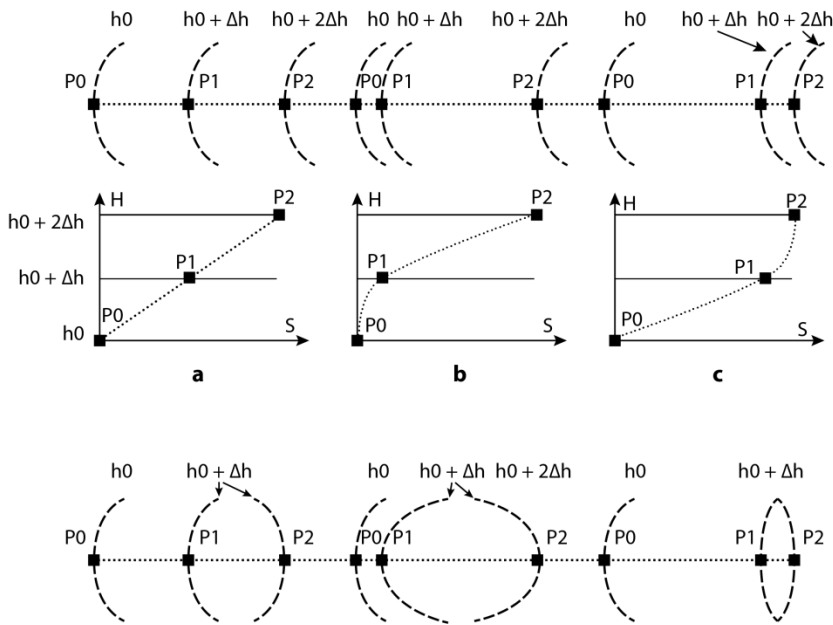 h0 h0 + Δh h0 + 2Δh h0 h0 + Δh h0 + 2Δh h0 h0 + Δh h0 + 2Δh
P0 P1 P2 P0 P1 P2 P0 P1 P2
H P2 H P2 H P2
h0 + 2Δh
h0 + Δh P1 P1 P1
P0 P0 P0
h0 S S S
a b c
h0 h0 + Δh h0 h0 + Δh h0 + 2Δh h0 h0 + Δh
P0 P1 P2 P0 P1 P2 P0 P1 P2